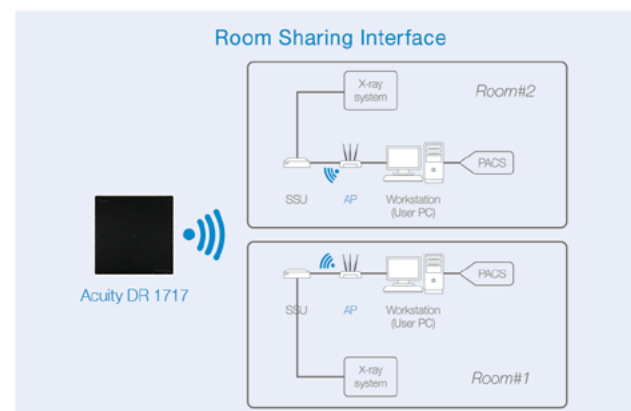 Room Sharing Interface
X-ray
system
Room#2
PACS
SSU
AP
Workstation
(User PC)
Acuity DR 1717
PACS
SSU
AP
Workstation
(User PC)
X-ray
system
Room#1